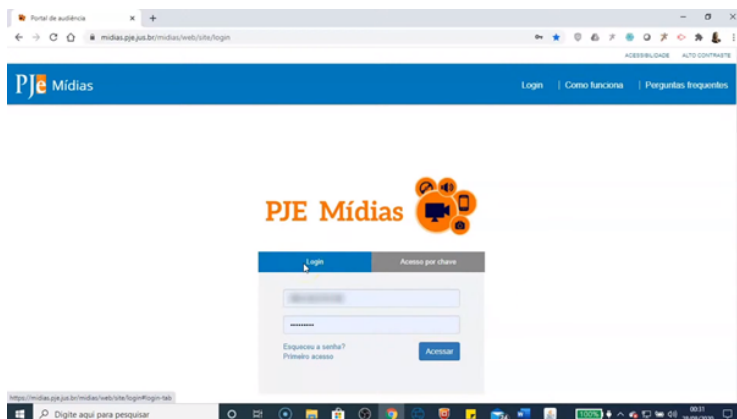 Portal de audiência
midias.pje.jus.br/midias/web/site/login
ACESSIBILIDADE ALTO CONTRASTE
PJe Mídias
Login | Como funciona | Perguntas frequentes
PJE Mídias
Login Acesso por chave
Esqueceu a senha?
Primeiro acesso
Acessar
https://midias.pje.jus.br/midias/web/site/login#login-tab
Digite aqui para pesquisar
100%
00:31